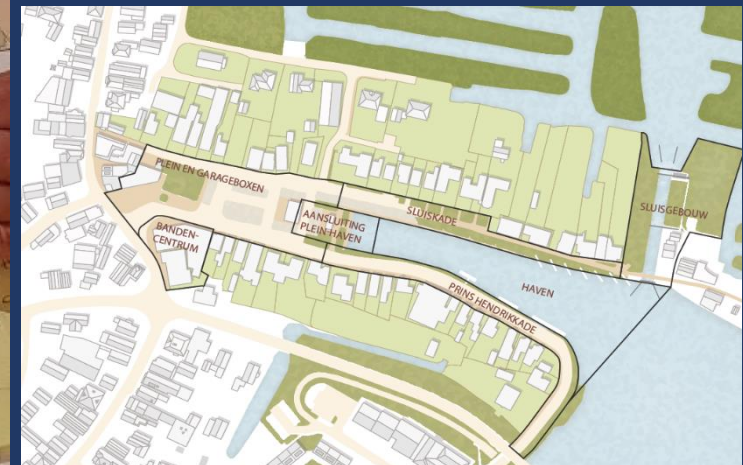 PLEIN EN GARAGEBOXEN
BANDEN-
CENTRUM
AANSLUITING
PLEIN-HAVEN
SLUISKADE
SLUISGEBOUW
HAVEN
PRINS HENDRIKKADE